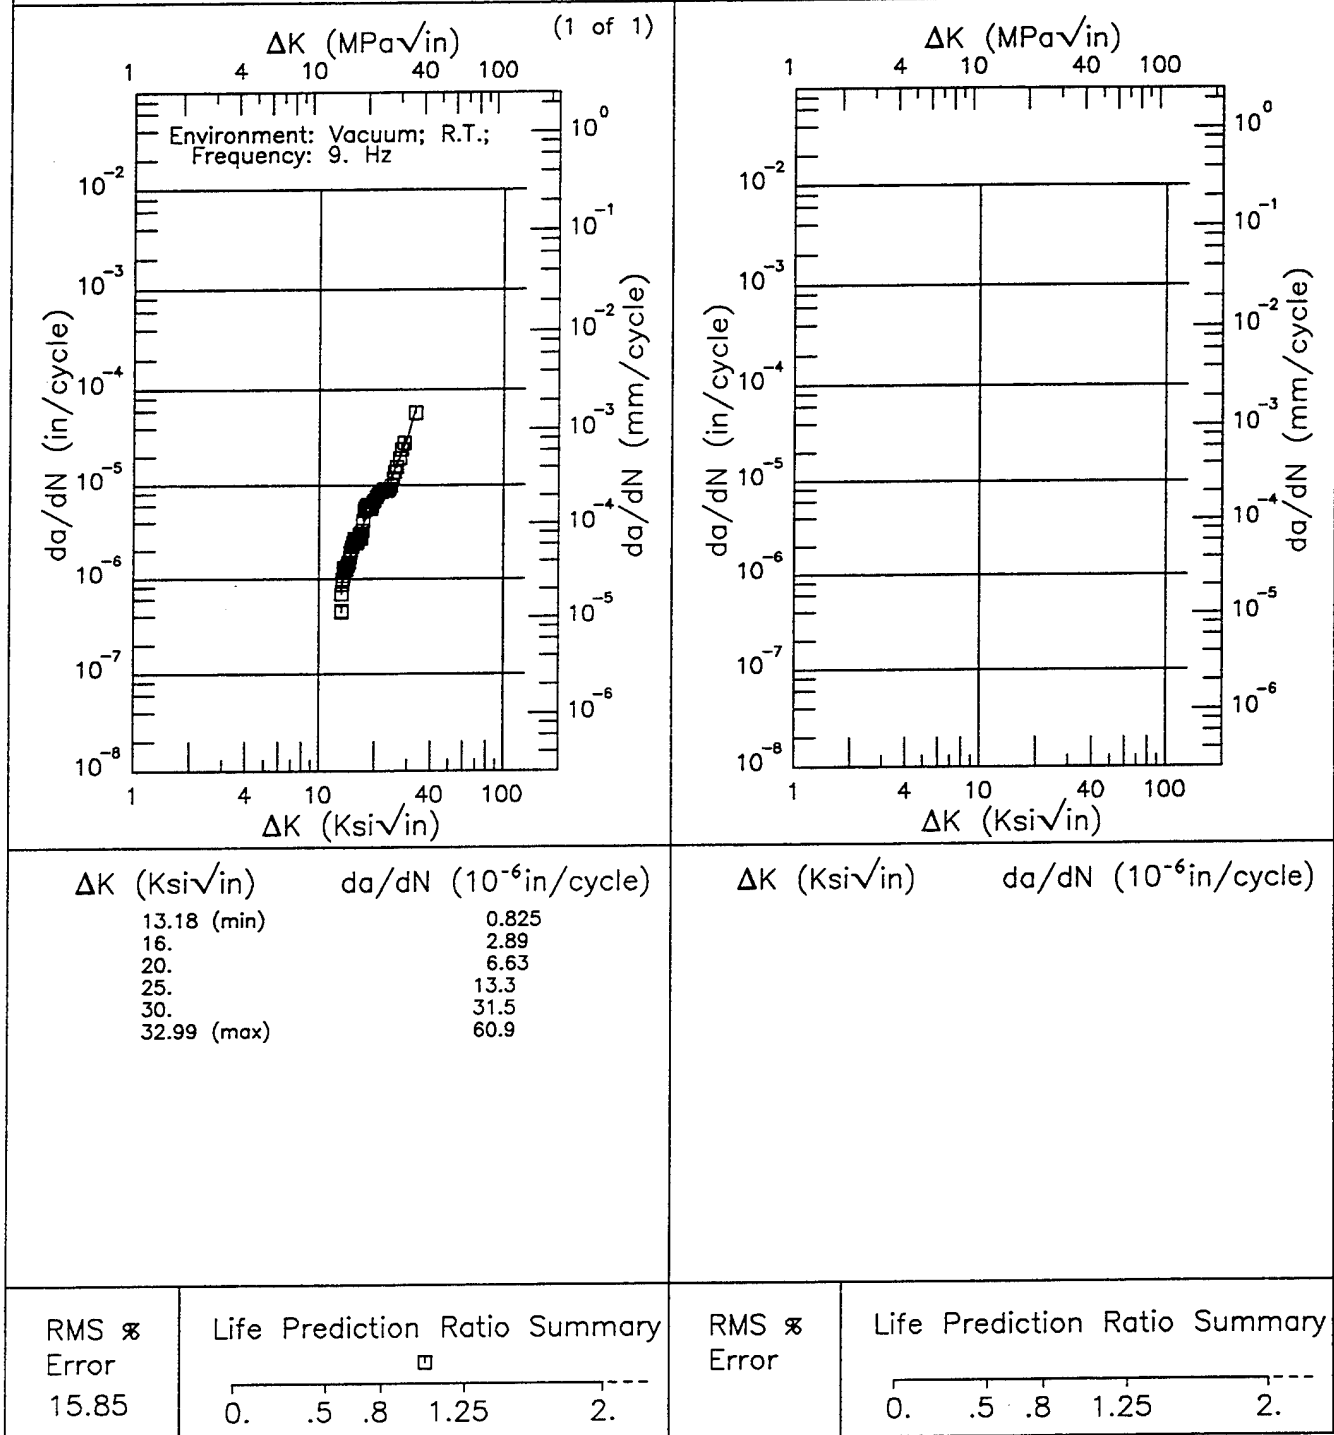 (1 of 1)
ΔK (MPa√in)
1 4 10 40 100
Environment: Vacuum; R.T.;
Frequency: 9. Hz
da/dN (in/cycle)
10⁻²
10⁻³
10⁻⁴
10⁻⁵
10⁻⁶
10⁻⁷
10⁻⁸
10⁰
10⁻¹
10⁻²
10⁻³
10⁻⁴
10⁻⁵
10⁻⁶
da/dN (mm/cycle)
1 4 10 40 100
ΔK (Ksi√in)
ΔK (MPa√in)
1 4 10 40 100
da/dN (in/cycle)
10⁻²
10⁻³
10⁻⁴
10⁻⁵
10⁻⁶
10⁻⁷
10⁻⁸
10⁰
10⁻¹
10⁻²
10⁻³
10⁻⁴
10⁻⁵
10⁻⁶
da/dN (mm/cycle)
1 4 10 40 100
ΔK (Ksi√in)
ΔK (Ksi√in) da/dN (10⁻⁶in/cycle)
13.18 (min) 0.825
16. 2.89
20. 6.63
25. 13.3
30. 31.5
32.99 (max) 60.9
ΔK (Ksi√in) da/dN (10⁻⁶in/cycle)
RMS %
Error
15.85
Life Prediction Ratio Summary
0. .5 .8 1.25 2.
RMS %
Error
Life Prediction Ratio Summary
0. .5 .8 1.25 2.